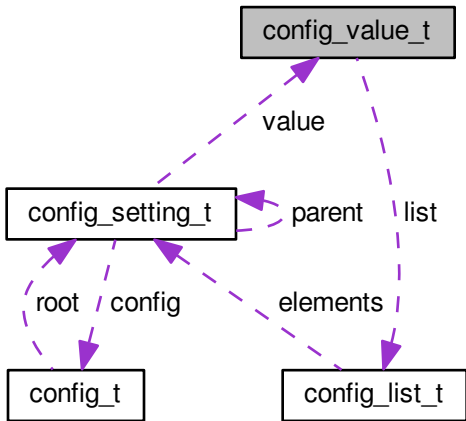 config_value_t
value
config_setting_t
parent
list
root
config
elements
config_t
config_list_t